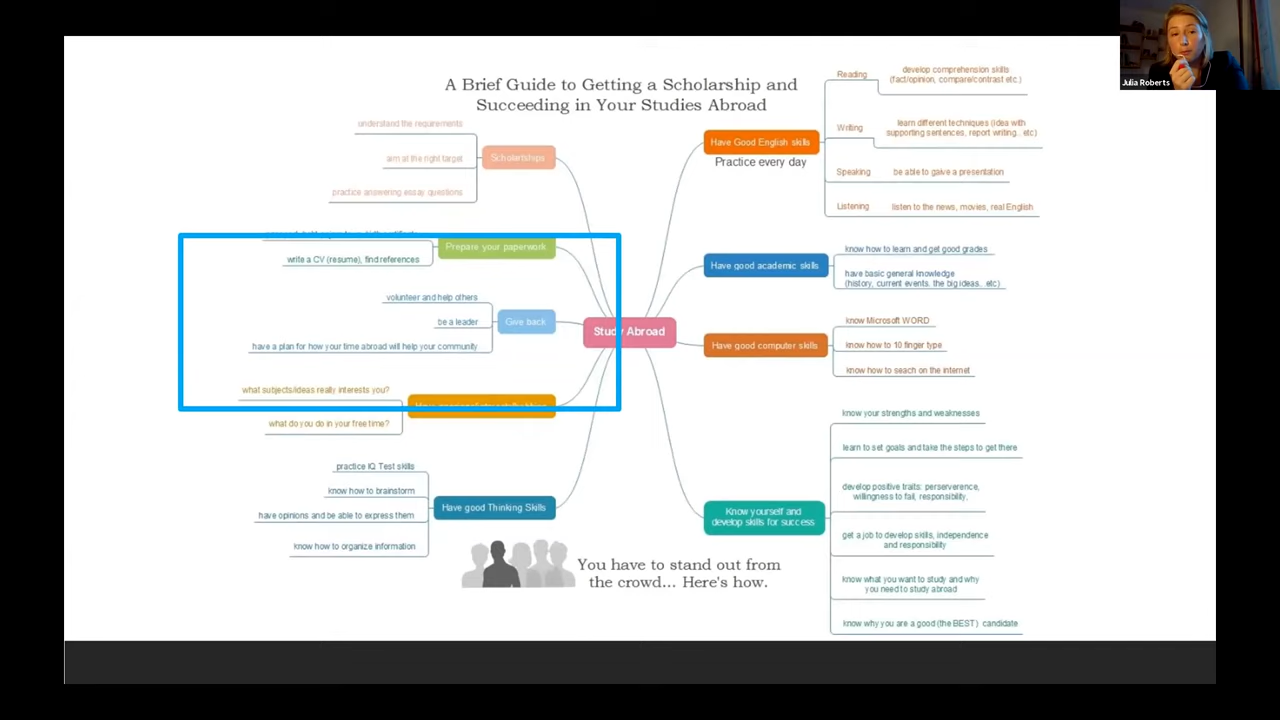 Julia Roberts
A Brief Guide to Getting a Scholarship and
Succeeding in Your Studies Abroad
understand the requirements
aim at the right target
practice answering essay questions
Scholarships
Prepare your paperwork
write a CV (resume), find references
volunteer and help others
be a leader
have a plan for how your time abroad will help your community
Give back
what subjects/ideas really interests you?
what do you do in your free time?
practice IQ Test skills
know how to brainstorm
have opinions and be able to express them
know how to organize information
Have good Thinking Skills
Study Abroad
Have Good English skills
Practice every day
Reading
develop comprehension skills
(fact/opinion, compare/contrast etc.)
Writing
learn different techniques (idea with
supporting sentences, report writing.. etc)
Speaking
be able to gaive a presentation
Listening
listen to the news, movies, real English
Have good academic skills
know how to learn and get good grades
have basic general knowledge
(history, current events. the big ideas.. etc)
Have good computer skills
know Microsoft WORD
know how to 10 finger type
know how to seach on the internet
Know yourself and
develop skills for success
know your strengths and weaknesses
learn to set goals and take the steps to get there
develop positive traits: perserverence,
willingness to fail, responsibility,
get a job to develop skills, independence
and responsibility
know what you want to study and why
you need to study abroad
know why you are a good (the BEST) candidate
You have to stand out from
the crowd... Here's how.